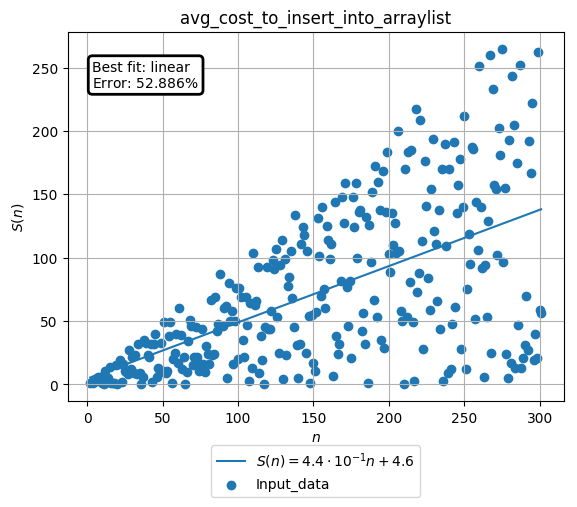 avg_cost_to_insert_into_arraylist
Best fit: linear
Error: 52.886%
S(n)
250
200
150
100
50
0
0 50 100 150 200 250 300
n
S(n) = 4.4 · 10⁻¹n + 4.6
Input_data